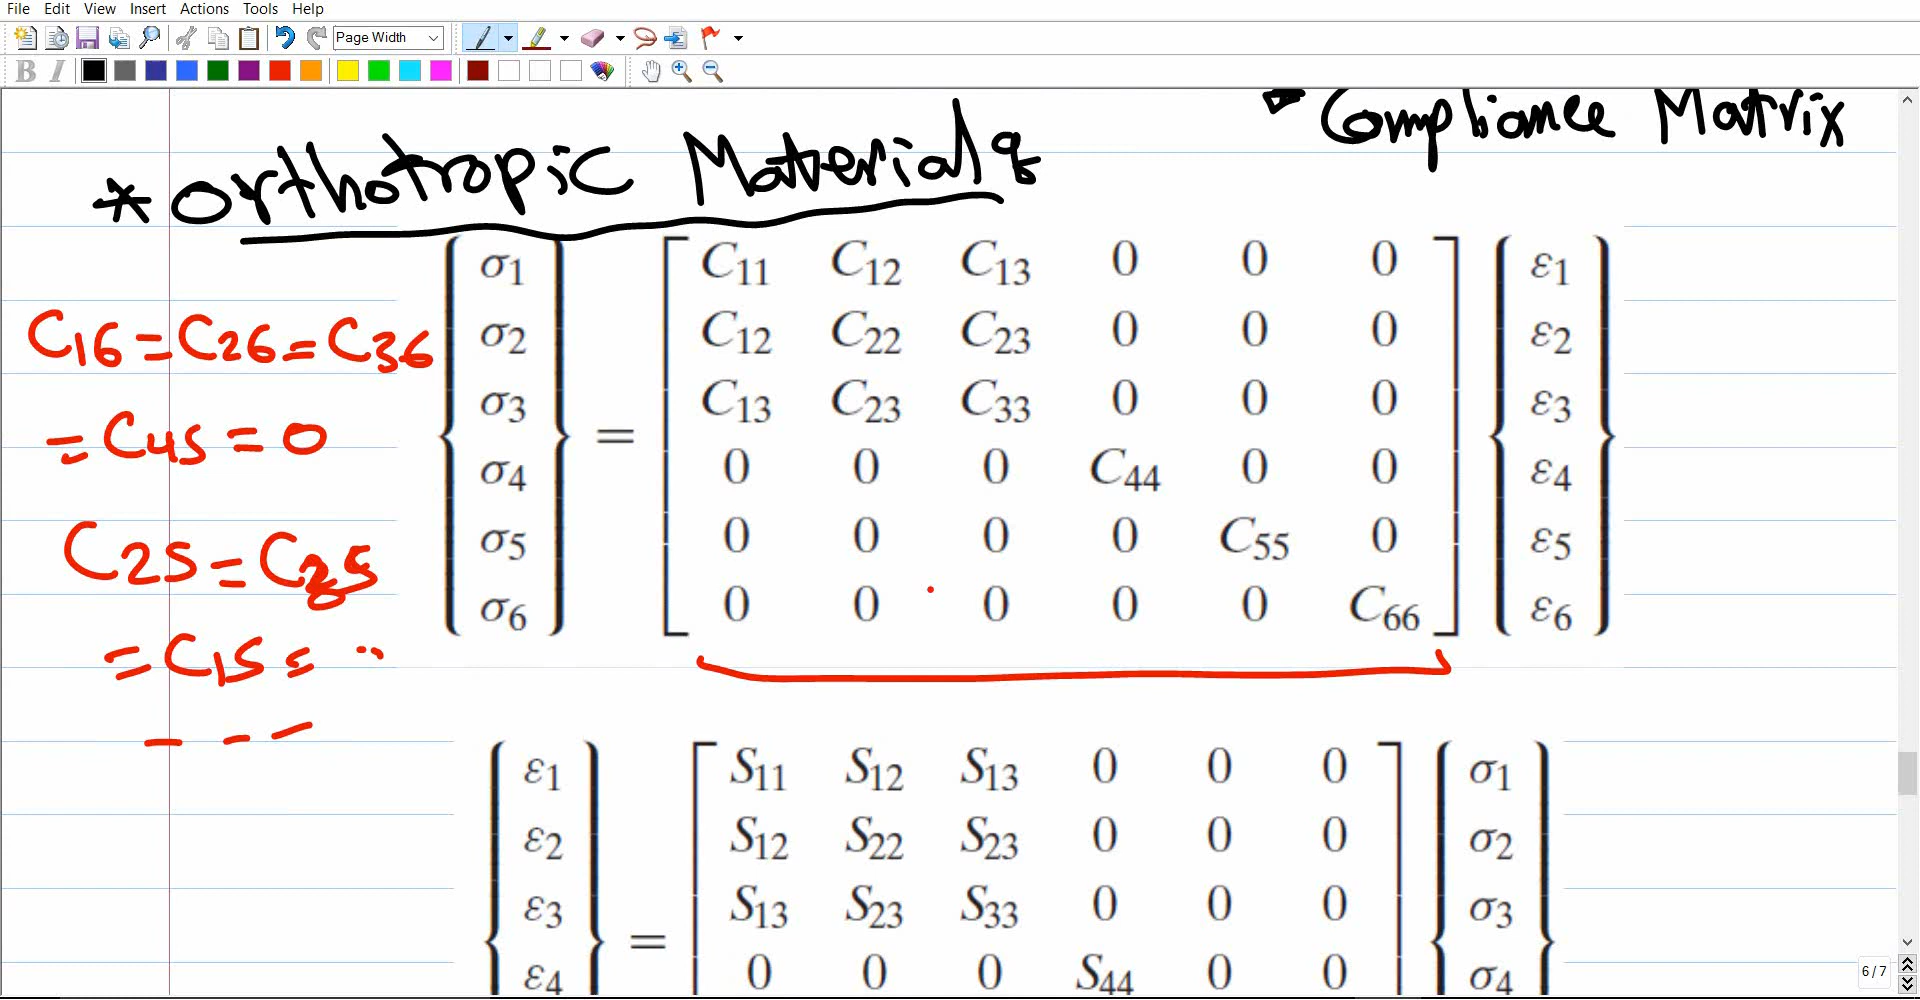 File Edit View Insert Actions Tools Help
Page Width
B I
Compliance Matrix
* Orthotropic Materials
σ1 C11 C12 C13 0 0 0 ε1
σ2 C12 C22 C23 0 0 0 ε2
σ3 C13 C23 C33 0 0 0 ε3
=
σ4 0 0 0 C44 0 0 ε4
σ5 0 0 0 0 C55 0 ε5
σ6 0 0 0 0 0 C66 ε6
C16 = C26 = C36
= C45 = 0
C25 =
= C15 = ..
- - -
ε1 S11 S12 S13 0 0 0 σ1
ε2 S12 S22 S23 0 0 0 σ2
ε3 S13 S23 S33 0 0 0 σ3
=
ε4 0 0 0 S44 0 0 σ4
6 / 7